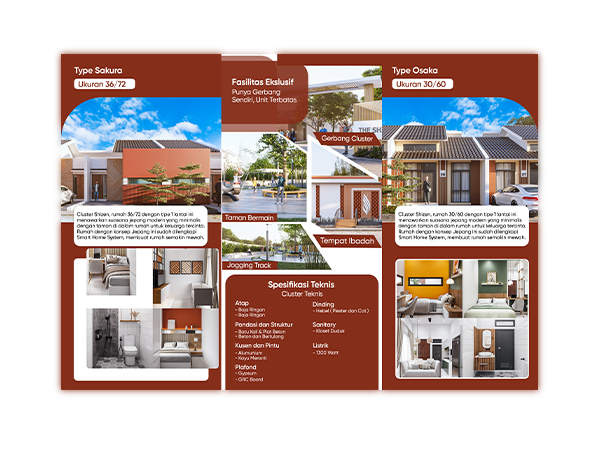 Type Sakura
Ukuran 36/72
Cluster Shizen, rumah 36/72 dengan tipe 1 lantai ini
menawarkan suasana jepang modern yang minimalis
dengan taman di dalam rumah untuk keluarga tercinta.
Rumah dengan konsep Jepang ini sudah dilengkapi
Smart Home System, membuat rumah semakin mewah.
Fasilitas Ekslusif
Punya Gerbang
Sendiri, Unit Terbatas
THE SH
Gerbang Cluster
Taman Bermain
Tempat Ibadah
Jogging Track
Spesifikasi Teknis
Cluster Teknis
Atap
- Baja Ringan
- Baja Ringan
Pondasi dan Struktur
- Batu Kali & Plat Beton
- Beton dan Bertulang
Kusen dan Pintu
- Alumunium
- Kayu Meranti
Plafond
- Gypsum
- GRC Board
Dinding
- Hebel ( Plester dan Cat )
Sanitary
- Kloset Duduk
Listrik
- 1300 Watt
Type Osaka
Ukuran 30/60
Cluster Shizen, rumah 30/60 dengan tipe 1 lantai ini
menawarkan suasana jepang modern yang minimalis
dengan taman di dalam rumah untuk keluarga tercinta.
Rumah dengan konsep Jepang ini sudah dilengkapi
Smart Home System, membuat rumah semakin mewah.